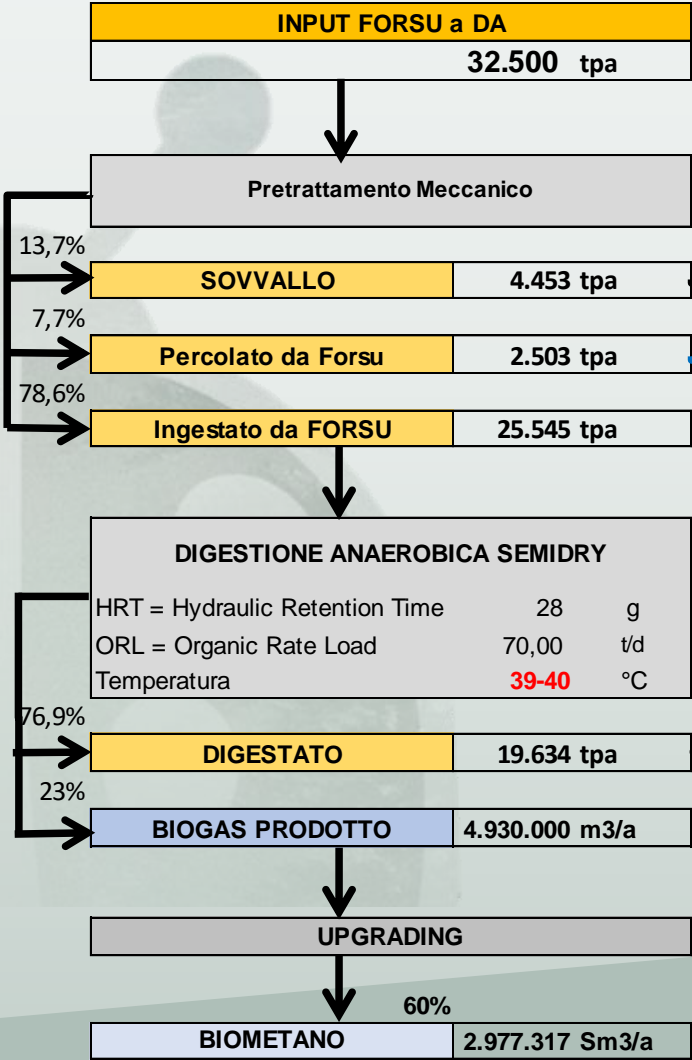 INPUT FORSU a DA
32.500 tpa
Pretrattamento Meccanico
13,7%
SOVVALLO 4.453 tpa
7,7%
Percolato da Forsu 2.503 tpa
78,6%
Ingestato da FORSU 25.545 tpa
DIGESTIONE ANAEROBICA SEMIDRY
HRT = Hydraulic Retention Time 28 g
ORL = Organic Rate Load 70,00 t/d
Temperatura 39-40 °C
76,9%
DIGESTATO 19.634 tpa
23%
BIOGAS PRODOTTO 4.930.000 m3/a
UPGRADING
60%
BIOMETANO 2.977.317 Sm3/a